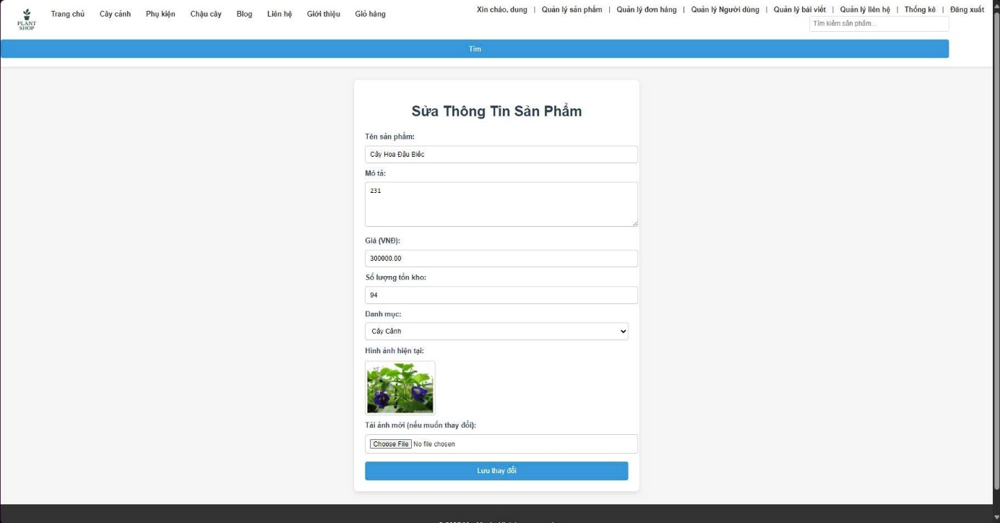 PLANT
SHOP
Trang chủ Cây cảnh Phụ kiện Chậu cây Blog Liên hệ Giới thiệu Giỏ hàng
Xin chào, dung | Quản lý sản phẩm | Quản lý đơn hàng | Quản lý Người dùng | Quản lý bài viết | Quản lý liên hệ | Thống kê | Đăng xuất
Tìm kiếm sản phẩm...
Tìm
Sửa Thông Tin Sản Phẩm
Tên sản phẩm:
Cây Hoa Đậu Biếc
Mô tả:
231
Giá (VNĐ):
300000.00
Số lượng tồn kho:
94
Danh mục:
Cây Cảnh
Hình ảnh hiện tại:
Tải ảnh mới (nếu muốn thay đổi):
Choose File No file chosen
Lưu thay đổi